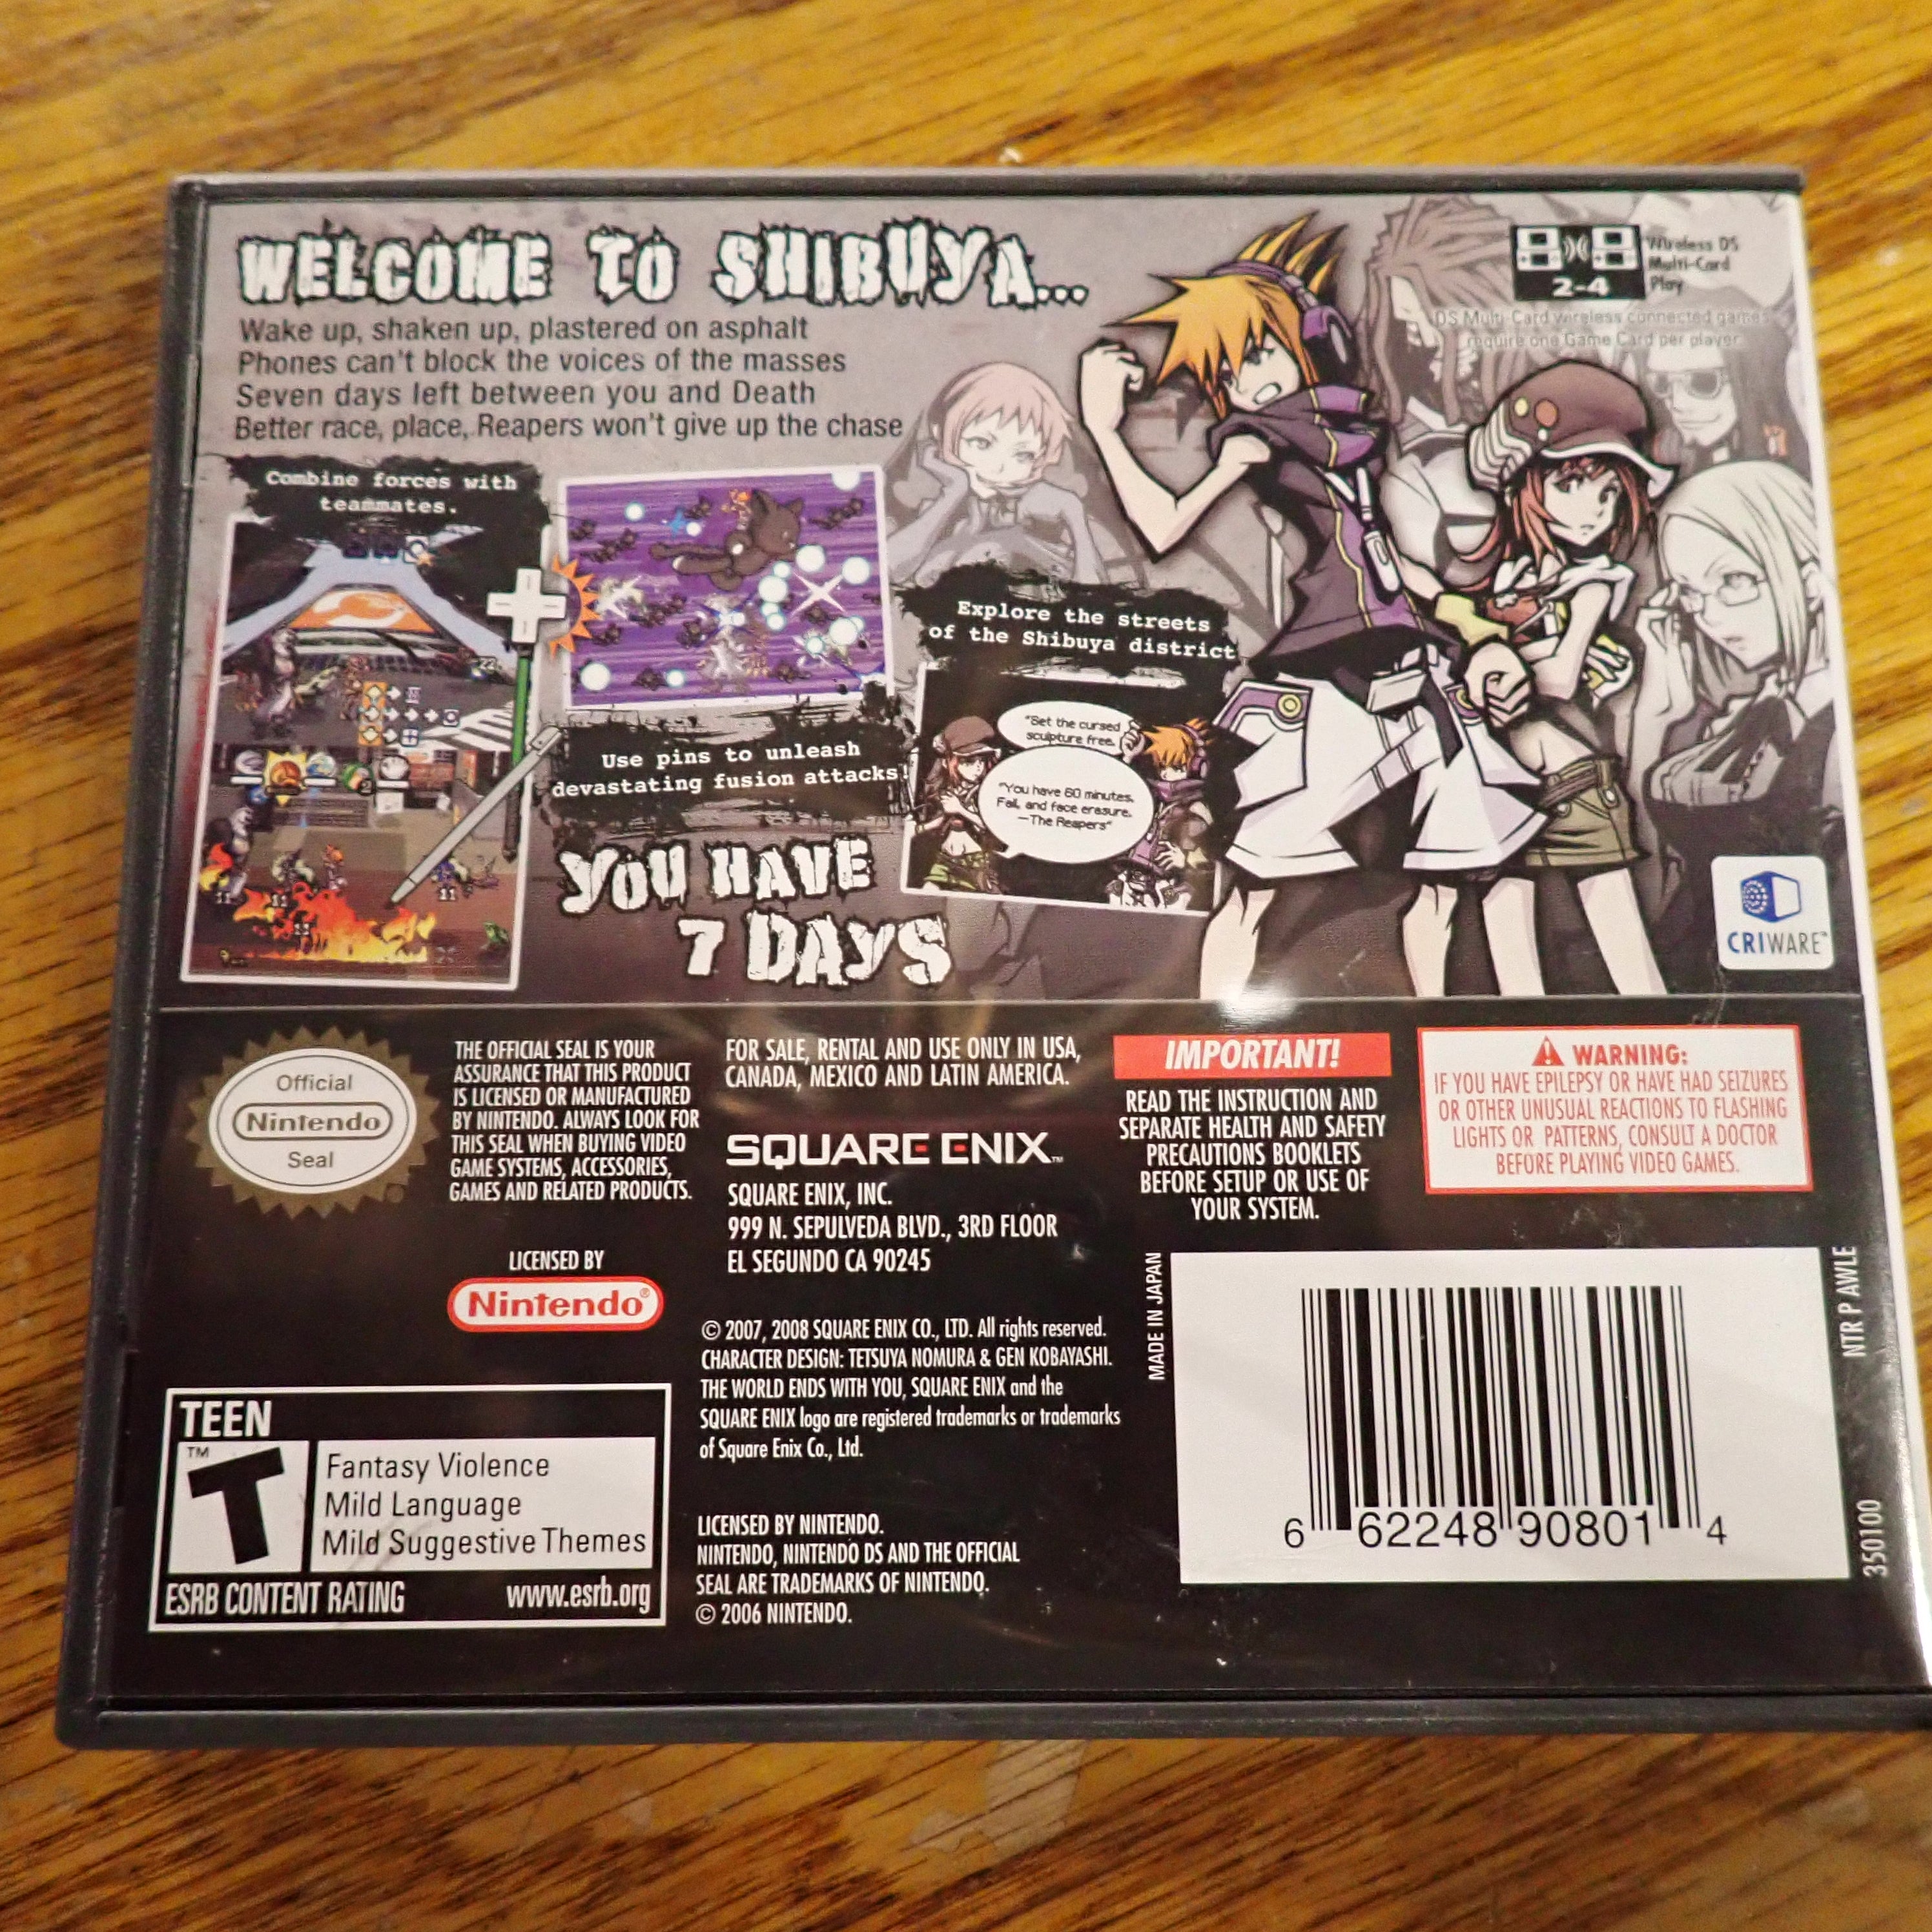 WELCOME TO SHIBUYA...
Wake up, shaken up, plastered on asphalt
Phones can't block the voices of the masses
Seven days left between you and Death
Better race, place, Reapers won't give up the chase
2-4
Wireless DS
Multi-Card
Play
DS Multi-Card wireless connected games
require one Game Card per player
Combine forces with
teammates.
22
2
11
11
11
11
Use pins to unleash
devastating fusion attacks!
Explore the streets
of the Shibuya district
"Set the cursed
sculpture free.
"You have 60 minutes.
Fail, and face erasure.
—The Reapers"
YOU HAVE
7 DAYS
CRIWARE™
Official
Nintendo
Seal
THE OFFICIAL SEAL IS YOUR
ASSURANCE THAT THIS PRODUCT
IS LICENSED OR MANUFACTURED
BY NINTENDO. ALWAYS LOOK FOR
THIS SEAL WHEN BUYING VIDEO
GAME SYSTEMS, ACCESSORIES,
GAMES AND RELATED PRODUCTS.
LICENSED BY
Nintendo®
FOR SALE, RENTAL AND USE ONLY IN USA,
CANADA, MEXICO AND LATIN AMERICA.
SQUARE ENIX™
SQUARE ENIX, INC.
999 N. SEPULVEDA BLVD., 3RD FLOOR
EL SEGUNDO CA 90245
© 2007, 2008 SQUARE ENIX CO., LTD. All rights reserved.
CHARACTER DESIGN: TETSUYA NOMURA & GEN KOBAYASHI.
THE WORLD ENDS WITH YOU, SQUARE ENIX and the
SQUARE ENIX logo are registered trademarks or trademarks
of Square Enix Co., Ltd.
LICENSED BY NINTENDO.
NINTENDO, NINTENDO DS AND THE OFFICIAL
SEAL ARE TRADEMARKS OF NINTENDO.
© 2006 NINTENDO.
IMPORTANT!
READ THE INSTRUCTION AND
SEPARATE HEALTH AND SAFETY
PRECAUTIONS BOOKLETS
BEFORE SETUP OR USE OF
YOUR SYSTEM.
WARNING:
IF YOU HAVE EPILEPSY OR HAVE HAD SEIZURES
OR OTHER UNUSUAL REACTIONS TO FLASHING
LIGHTS OR PATTERNS, CONSULT A DOCTOR
BEFORE PLAYING VIDEO GAMES.
MADE IN JAPAN
6 62248 90801 4
NTR P AWLE
350100
TEEN
T™
Fantasy Violence
Mild Language
Mild Suggestive Themes
ESRB CONTENT RATING www.esrb.org